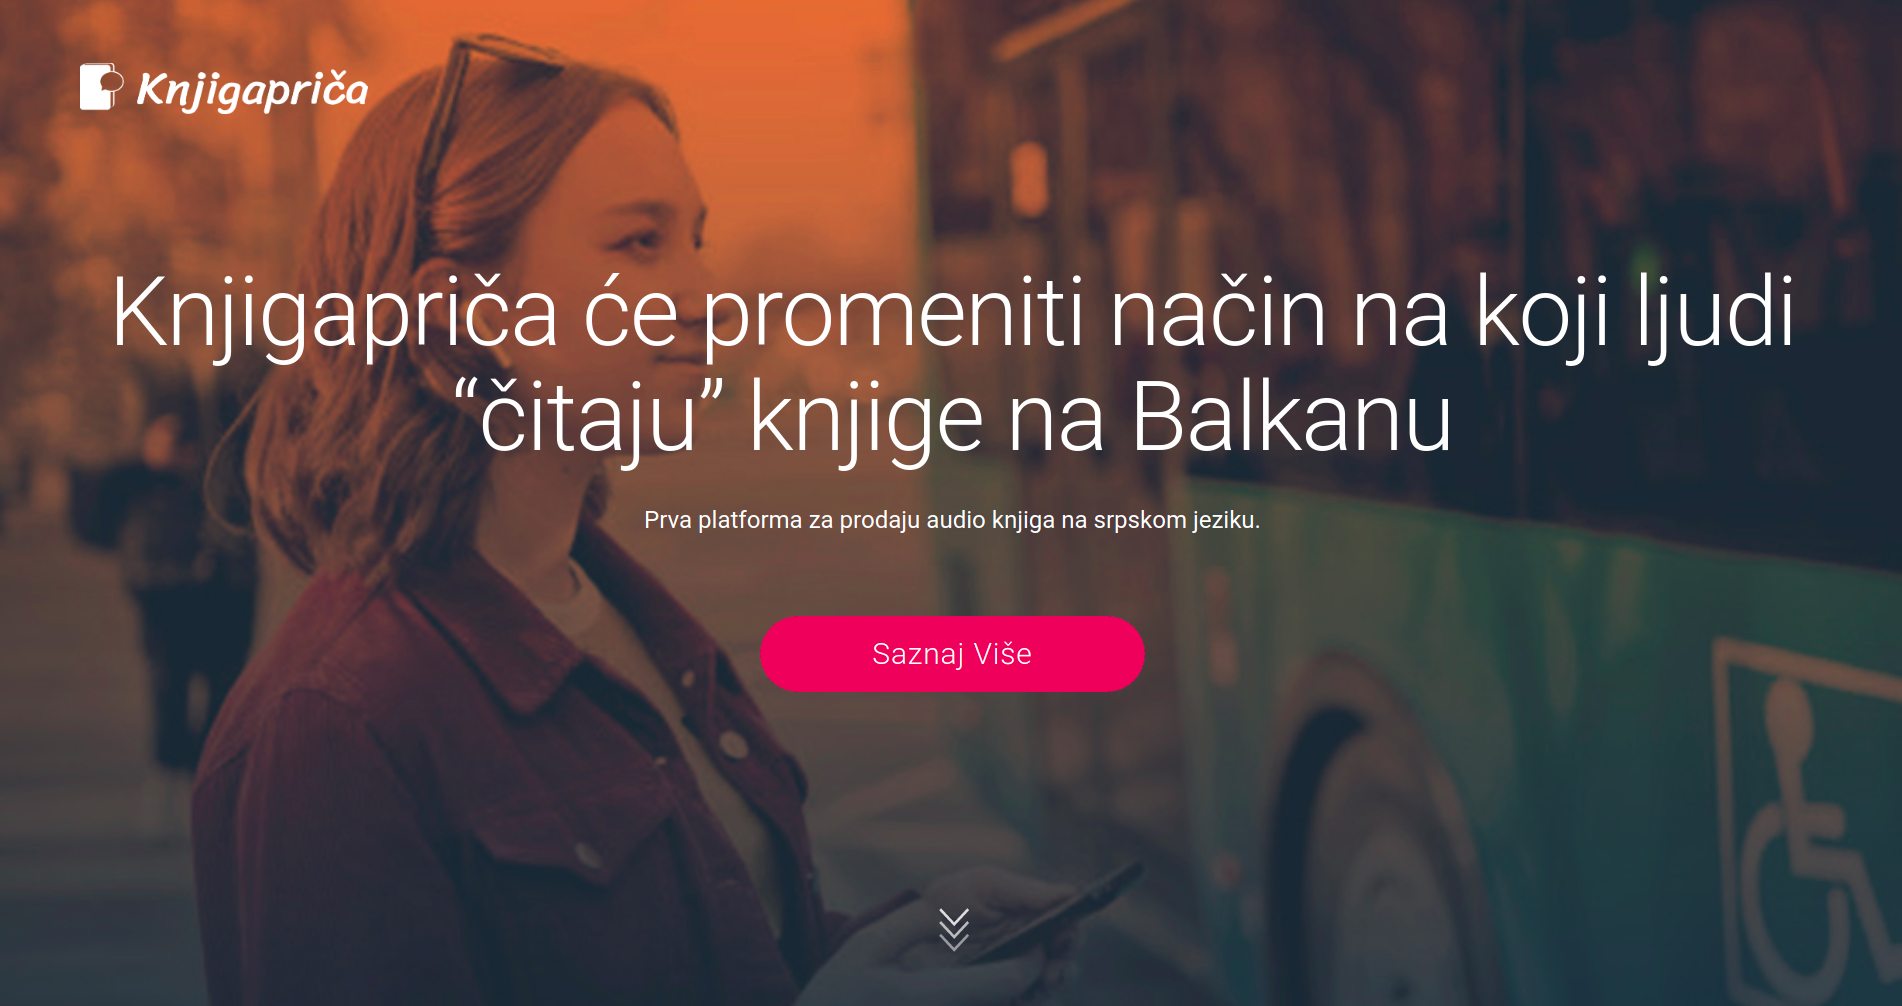 Knjigapriča
Knjigapriča će promeniti način na koji ljudi
“čitaju” knjige na Balkanu
Prva platforma za prodaju audio knjiga na srpskom jeziku.
Saznaj Više